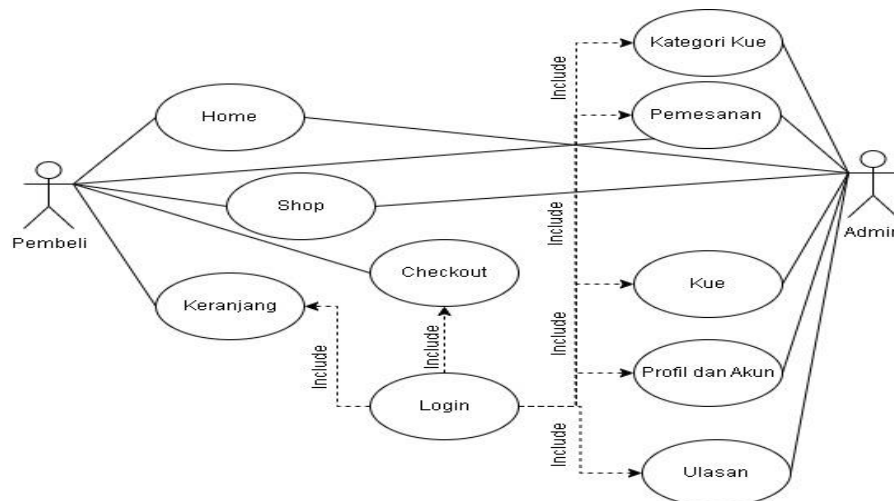 Kategori Kue
Include
Home
Pemesanan
Shop
Pembeli
Admin
Include
Checkout
Kue
Keranjang
Include
Include
Include
Profil dan Akun
Login
Include
Ulasan